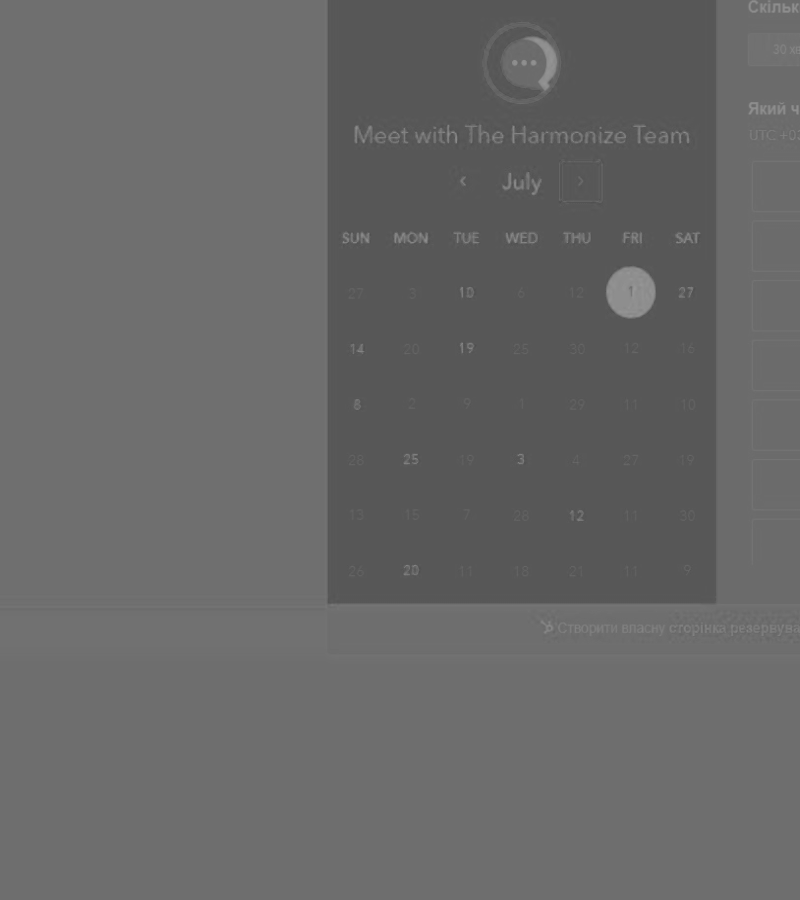 Скільк
30 хв
Який ч
UTC +03
Meet with The Harmonize Team
July
SUN MON TUE WED THU FRI SAT
27 3 10 6 12 1 27
14 20 19 25 30 12 16
8 2 9 1 29 11 10
28 25 19 3 4 27 19
13 15 7 28 12 11 30
26 20 11 18 21 11 9
Створити власну сторінка резервува